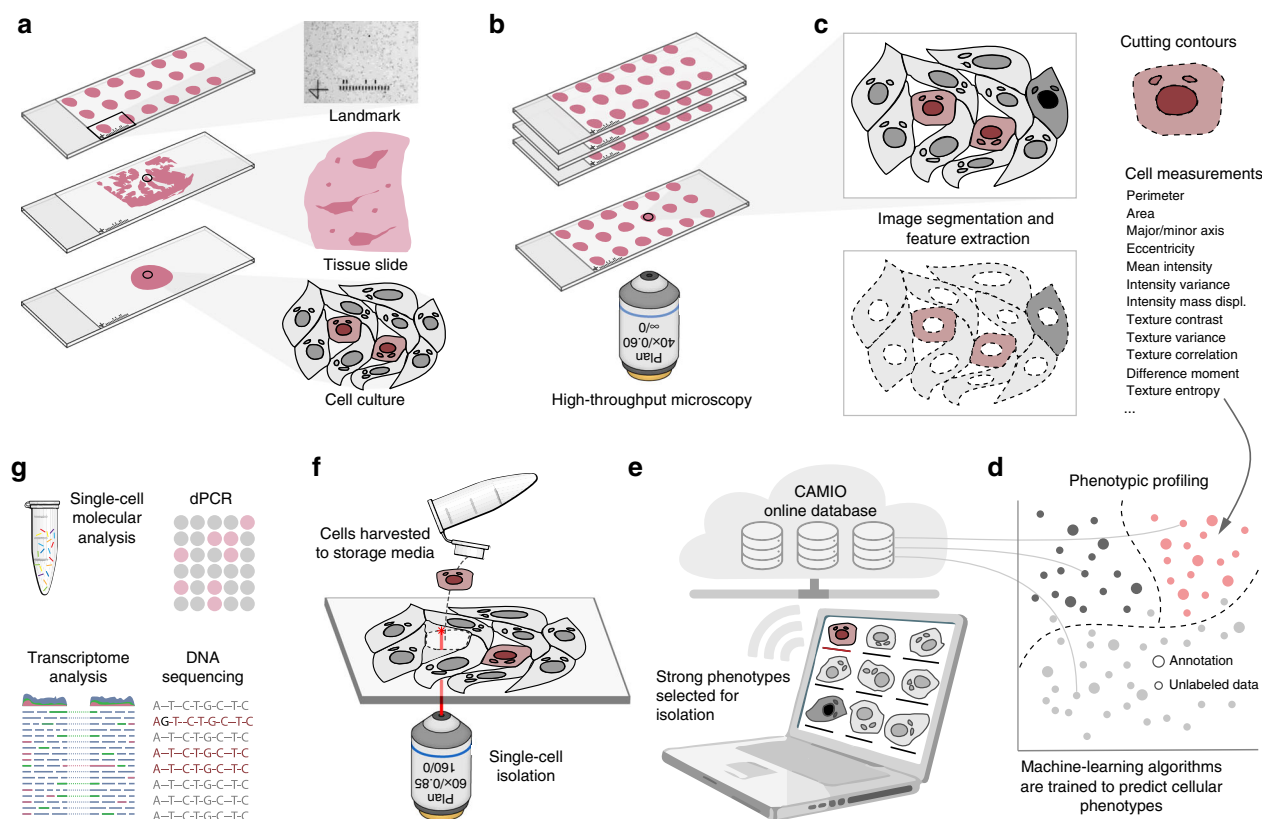 a
Landmark
Tissue slide
Cell culture
b
Plan
40x/0.60
∞/0
High-throughput microscopy
c
Image segmentation and
feature extraction
Cutting contours
Cell measurements
Perimeter
Area
Major/minor axis
Eccentricity
Mean intensity
Intensity variance
Intensity mass displ.
Texture contrast
Texture variance
Texture correlation
Difference moment
Texture entropy
...
g
Single-cell
molecular
analysis
dPCR
Transcriptome
analysis
DNA
sequencing
A–T–C–T–G–C–T–C
AG-T--C-T-G-C–T-C
A–T–C–T–G–C–T–C
A–T–C–T–G–C–T–C
A–T–C–T–G–C–T–C
A–T–C–T–G–C–T–C
A–T–C–T–G–C–T–C
f
Cells harvested
to storage media
Plan
60x/0.85
160/0
Single-cell
isolation
e
CAMIO
online database
Strong phenotypes
selected for
isolation
d
Phenotypic profiling
Annotation
Unlabeled data
Machine-learning algorithms
are trained to predict cellular
phenotypes